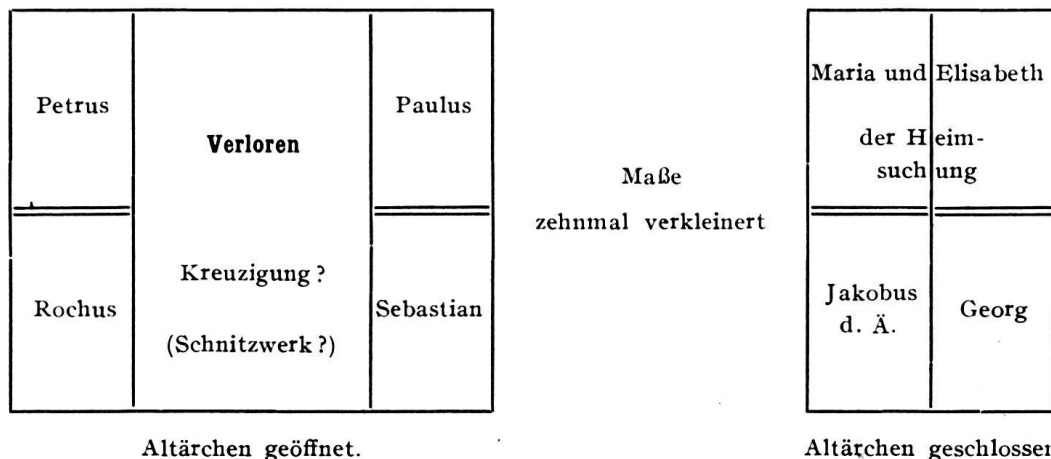 Petrus
Paulus
Verloren
Kreuzigung ?
Rochus
Sebastian
(Schnitzwerk ?)
Altärchen geöffnet.
Maße
zehnmal verkleinert
Maria und Elisabeth
der Heim-
suchung
Jakobus
d. Ä.
Georg
Altärchen geschlossen